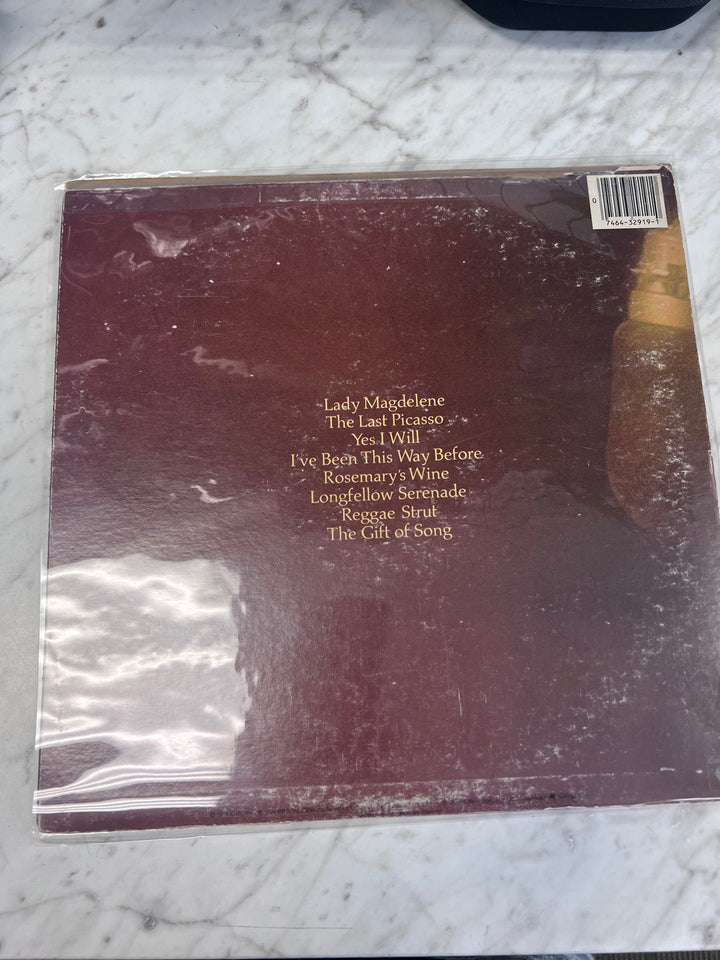 0
7464-32919-1
Lady Magdelene
The Last Picasso
Yes I Will
I've Been This Way Before
Rosemary's Wine
Longfellow Serenade
Reggae Strut
The Gift of Song